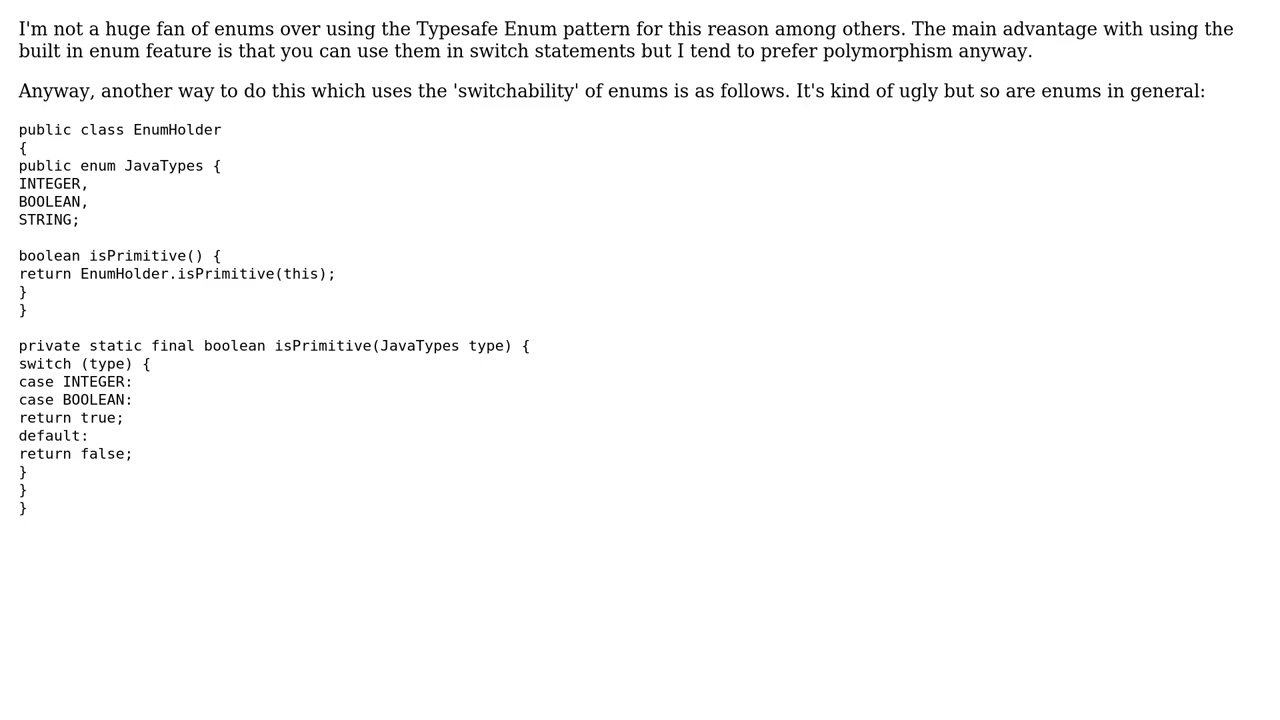 I'm not a huge fan of enums over using the Typesafe Enum pattern for this reason among others. The main advantage with using the
built in enum feature is that you can use them in switch statements but I tend to prefer polymorphism anyway.
Anyway, another way to do this which uses the 'switchability' of enums is as follows. It's kind of ugly but so are enums in general:
public class EnumHolder
{
public enum JavaTypes {
INTEGER,
BOOLEAN,
STRING;
boolean isPrimitive() {
return EnumHolder.isPrimitive(this);
}
}
private static final boolean isPrimitive(JavaTypes type) {
switch (type) {
case INTEGER:
case BOOLEAN:
return true;
default:
return false;
}
}
}